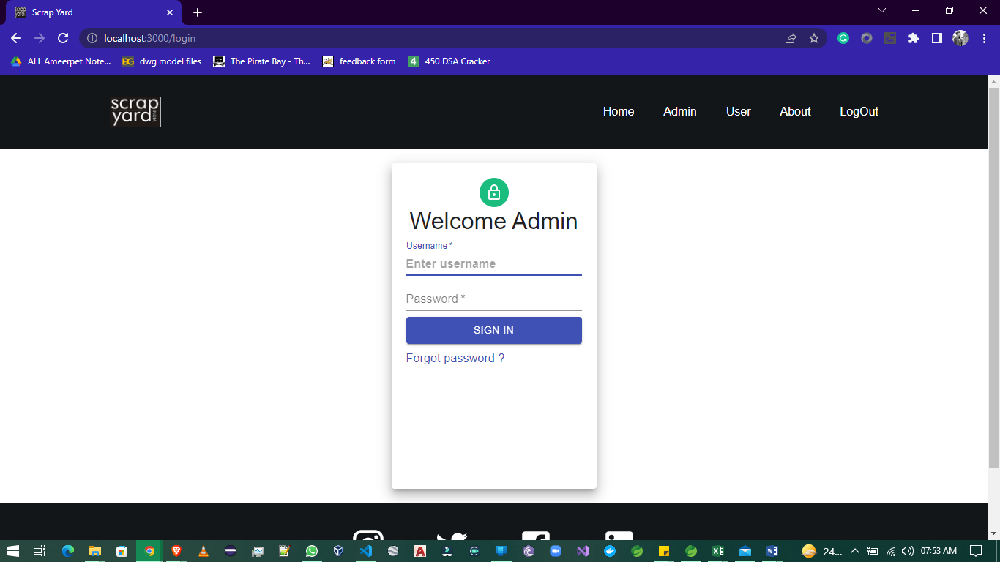 Scrap Yard
localhost:3000/login
ALL Ameerpet Note...
DG dwg model files
The Pirate Bay - Th...
feedback form
4 450 DSA Cracker
scrap
yard
Home Admin User About LogOut
Welcome Admin
Username *
Enter username
Password *
SIGN IN
Forgot password ?
24... 07:53 AM